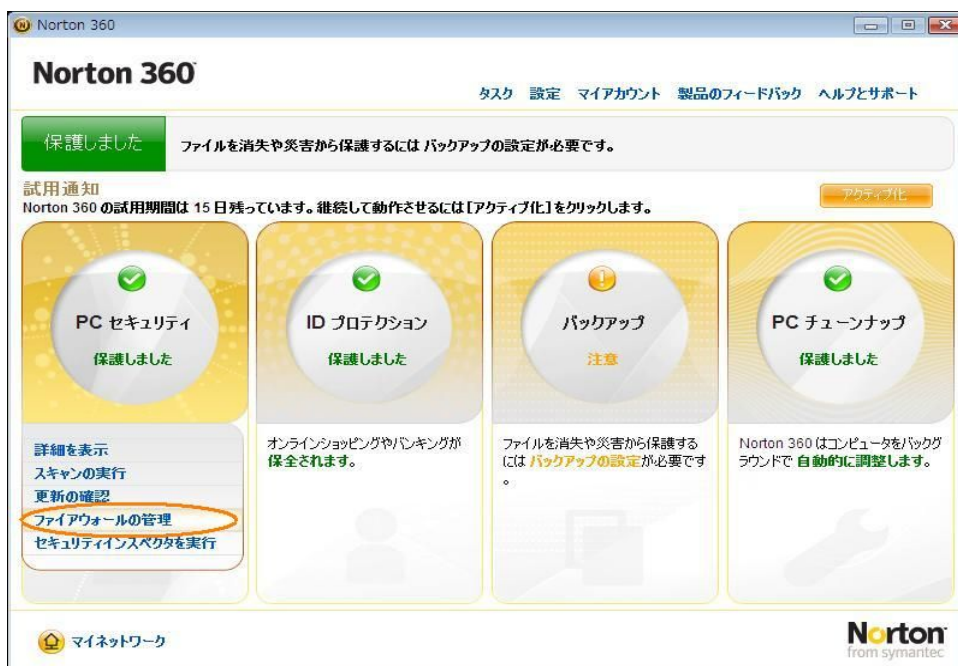 Norton 360
Norton 360
タスク 設定 マイアカウント 製品のフィードバック ヘルプとサポート
保護しました
ファイルを消失や災害から保護するには バックアップの設定が必要です。
試用通知
Norton 360 の試用期間は 15 日残っています。継続して動作させるには [アクティブ化] をクリックします。
アクティブ化
PC セキュリティ
保護しました
詳細を表示
スキャンの実行
更新の確認
ファイアウォールの管理
セキュリティインスペクタを実行
ID プロテクション
保護しました
オンラインショッピングやバンキングが
保全されます。
バックアップ
注意
ファイルを消失や災害から保護する
には バックアップの設定が必要です
。
PC チューンナップ
保護しました
Norton 360 はコンピュータをバックグ
ラウンドで 自動的に調整します。
マイネットワーク
Norton
from symantec